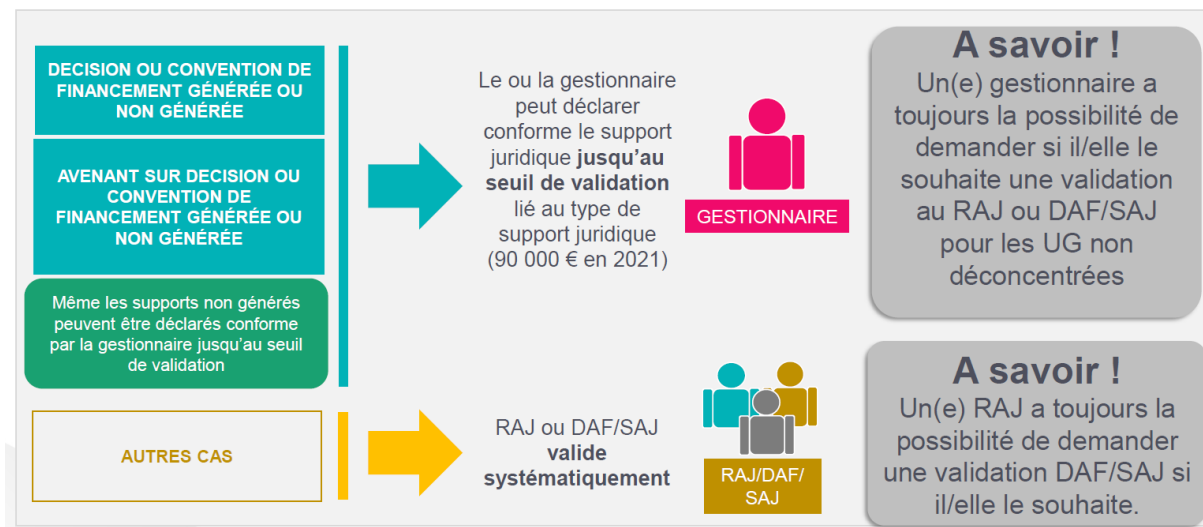 DECISION OU CONVENTION DE
FINANCEMENT GÉNÉRÉE OU
NON GÉNÉRÉE
AVENANT SUR DECISION OU
CONVENTION DE
FINANCEMENT GÉNÉRÉE OU
NON GÉNÉRÉE
Même les supports non générés
peuvent être déclarés conforme
par la gestionnaire jusqu'au seuil
de validation
Le ou la gestionnaire
peut déclarer
conforme le support
juridique jusqu'au
seuil de validation
lié au type de
support juridique
(90 000 € en 2021)
GESTIONNAIRE
A savoir !
Un(e) gestionnaire a
toujours la possibilité de
demander si il/elle le
souhaite une validation
au RAJ ou DAF/SAJ
pour les UG non
déconcentrées
AUTRES CAS
RAJ ou DAF/SAJ
valide
systématiquement
RAJ/DAF/
SAJ
A savoir !
Un(e) RAJ a toujours la
possibilité de demander
une validation DAF/SAJ si
il/elle le souhaite.